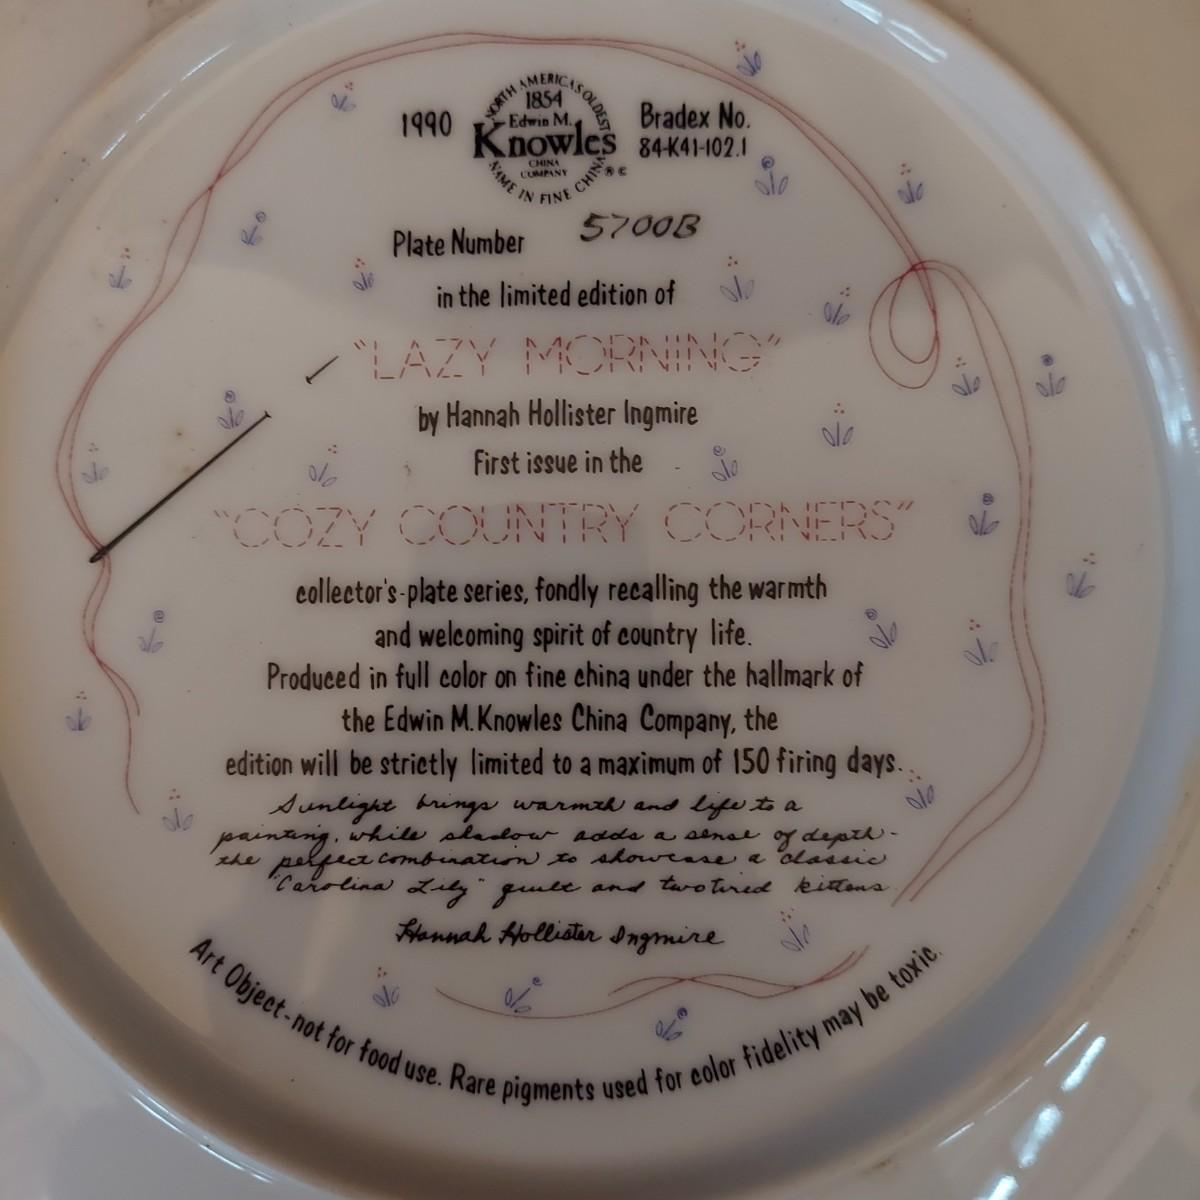 1990
NORTH AMERICA'S OLDEST
1854
Edwin M.
Knowles
CHINA
COMPANY
NAME IN FINE CHINA
® ©
Bradex No.
84-K41-102.1
Plate Number 5700B
in the limited edition of
"LAZY MORNING"
by Hannah Hollister Ingmire
First issue in the
"COZY COUNTRY CORNERS"
collector's-plate series, fondly recalling the warmth
and welcoming spirit of country life.
Produced in full color on fine china under the hallmark of
the Edwin M. Knowles China Company, the
edition will be strictly limited to a maximum of 150 firing days.
Sunlight brings warmth and life to a
painting, while shadow adds a sense of depth-
the perfect combination to showcase a classic
"Carolina Lily" quilt and two tired kittens.
Hannah Hollister Ingmire
Art Object-not for food use. Rare pigments used for color fidelity may be toxic.